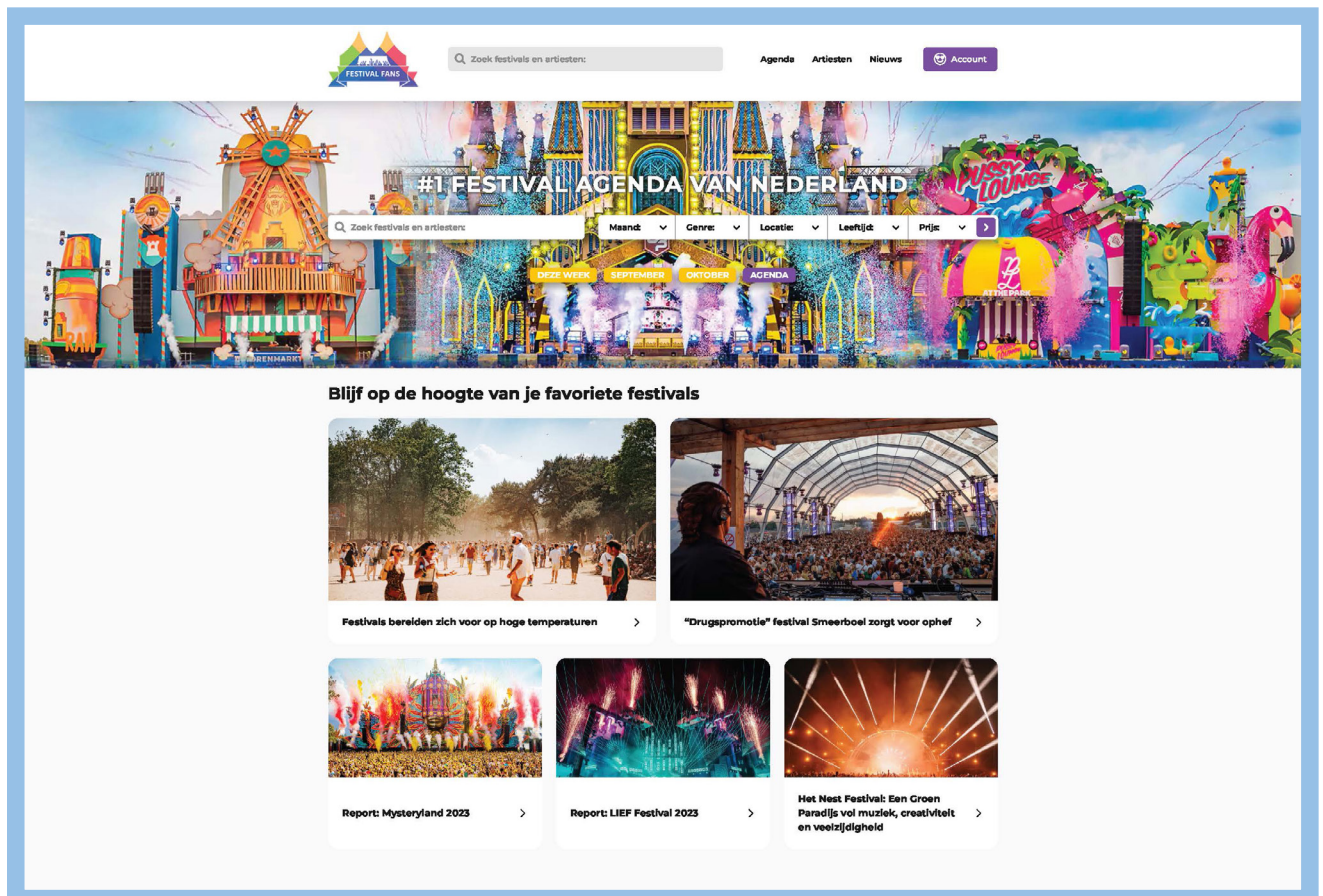 FESTIVAL FANS
Zoek festivals en artiesten:
Agenda
Artiesten
Nieuws
Account
#1 FESTIVAL AGENDA VAN NEDERLAND
PUSSY
LOUNGE
Zoek festivals en artiesten:
Maand:
Genre:
Locatie:
Leeftijd:
Prijs:
DEZE WEEK
SEPTEMBER
OKTOBER
AGENDA
AT THE PARK
KORENMARKT
Blijf op de hoogte van je favoriete festivals
Festivals bereiden zich voor op hoge temperaturen
“Drugspromotie” festival Smeerboel zorgt voor ophef
Report: Mysteryland 2023
Report: LIEF Festival 2023
Het Nest Festival: Een Groen
Paradijs vol muziek, creativiteit
en veelzijdigheid